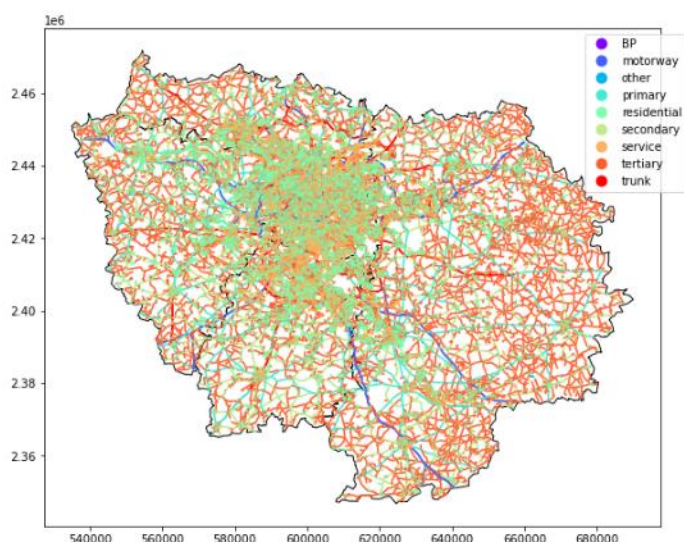 1e6
BP
motorway
other
primary
residential
secondary
service
tertiary
trunk
2.46
2.44
2.42
2.40
2.38
2.36
540000 560000 580000 600000 620000 640000 660000 680000